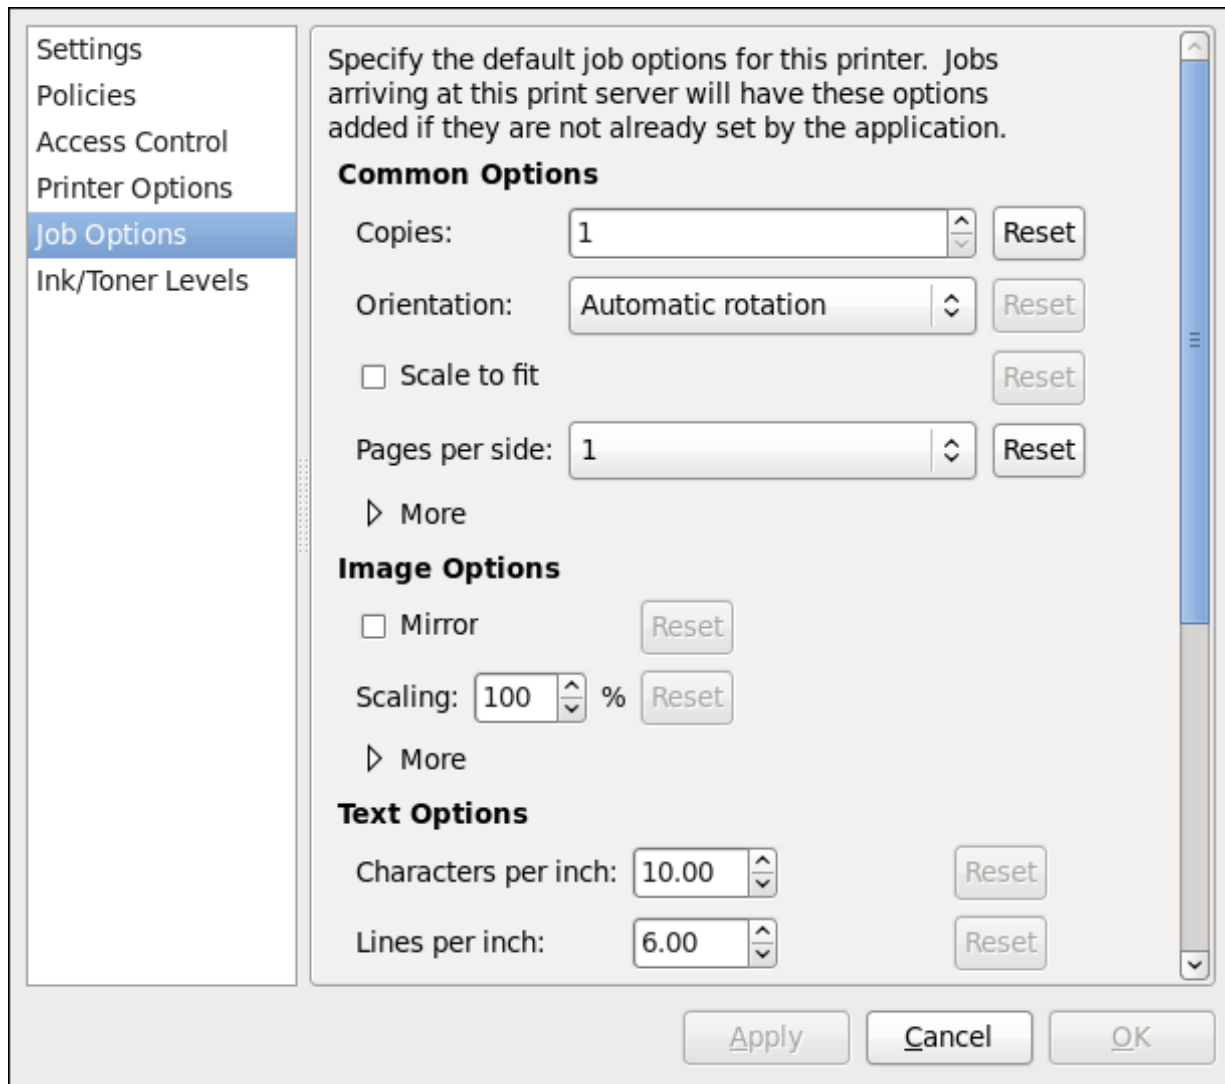 Settings
Policies
Access Control
Printer Options
Job Options
Ink/Toner Levels
Specify the default job options for this printer.  Jobs
arriving at this print server will have these options
added if they are not already set by the application.
Common Options
Copies: 1 Reset
Orientation: Automatic rotation Reset
Scale to fit Reset
Pages per side: 1 Reset
More
Image Options
Mirror Reset
Scaling: 100 % Reset
More
Text Options
Characters per inch: 10.00 Reset
Lines per inch: 6.00 Reset
Apply Cancel OK